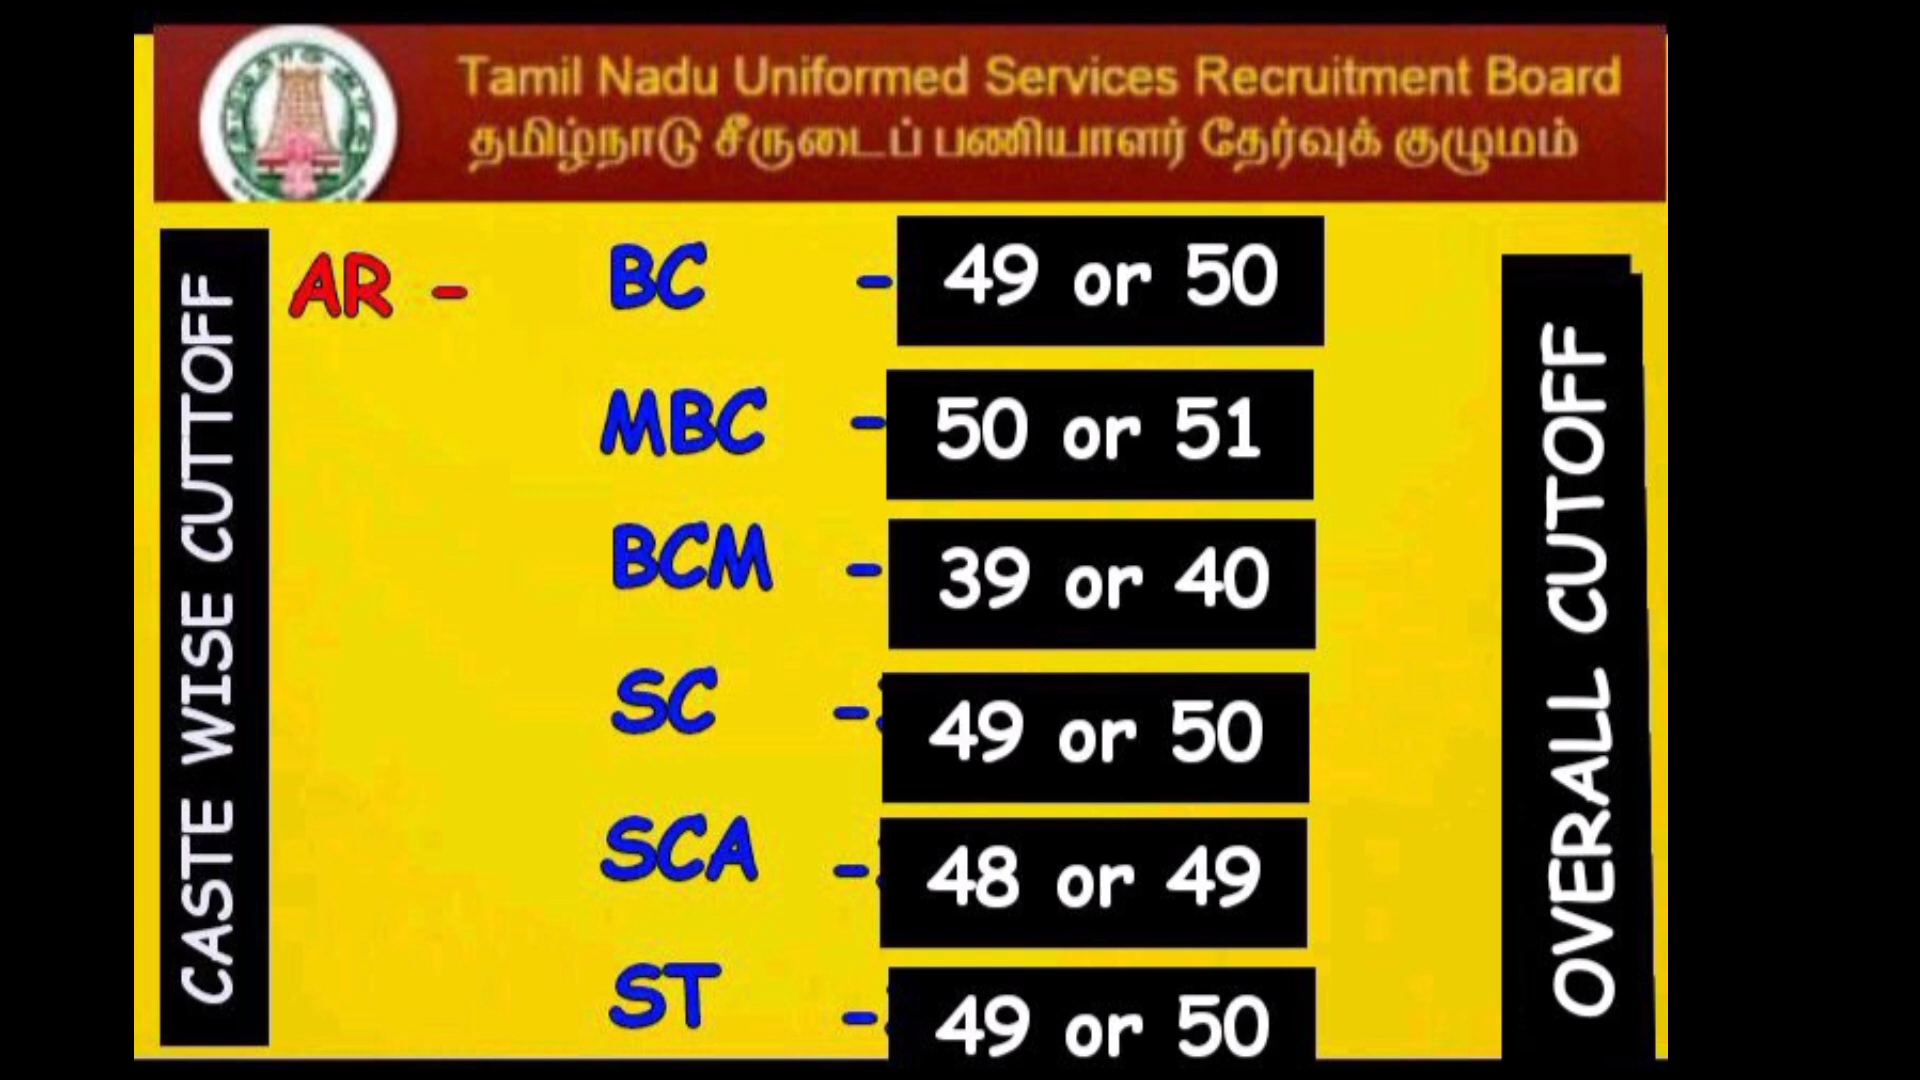 Tamil Nadu Uniformed Services Recruitment Board
தமிழ்நாடு சீருடைப் பணியாளர் தேர்வுக் குழுமம்
CASTE WISE CUTTOFF
AR - BC - 49 or 50
MBC - 50 or 51
BCM - 39 or 40
SC - 49 or 50
SCA - 48 or 49
ST - 49 or 50
OVERALL CUTOFF